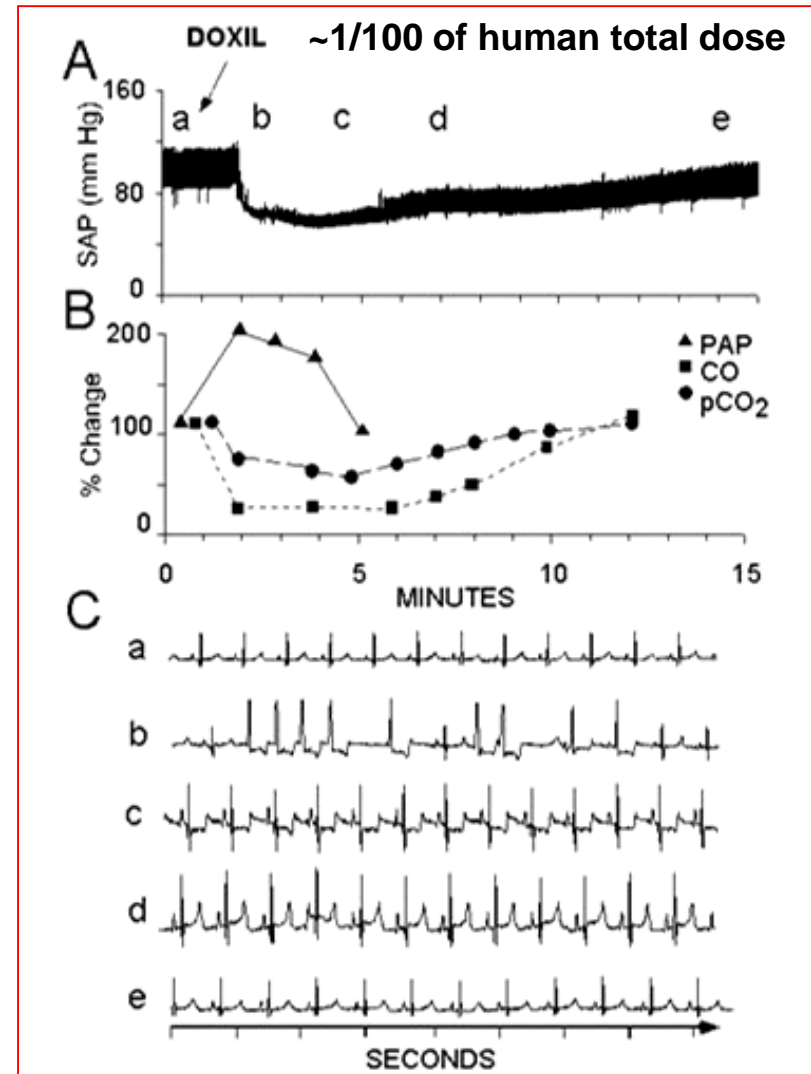 DOXIL ~1/100 of human total dose
A
160
a b c d e
80
0
SAP (mm Hg)
B
200
100
0
% Change
▲ PAP
■ CO
● pCO₂
0 5 10 15
MINUTES
C
a
b
c
d
e
SECONDS